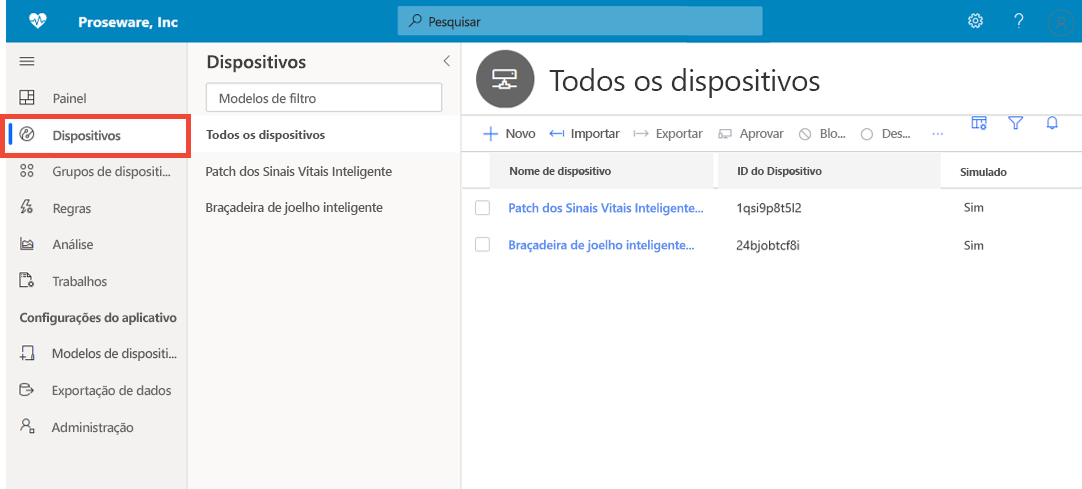 Proseware, Inc
Pesquisar
?
Painel
Dispositivos
Grupos de dispositi...
Regras
Análise
Trabalhos
Configurações do aplicativo
Modelos de dispositi...
Exportação de dados
Administração
Dispositivos
Modelos de filtro
Todos os dispositivos
Patch dos Sinais Vitais Inteligente
Braçadeira de joelho inteligente
Todos os dispositivos
Novo Importar Exportar Aprovar Blo... Des... ...
Nome de dispositivo ID do Dispositivo Simulado
Patch dos Sinais Vitais Inteligente... 1qsi9p8t5l2 Sim
Braçadeira de joelho inteligente... 24bjobtcf8i Sim